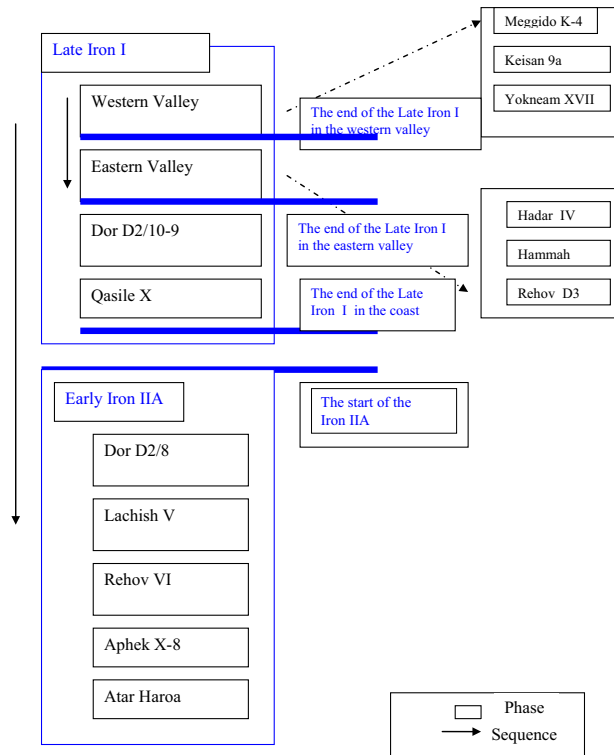 Late Iron I
Western Valley
Eastern Valley
Dor D2/10-9
Qasile X
The end of the Late Iron I
in the western valley
The end of the Late Iron I
in the eastern valley
The end of the Late
Iron I in the coast
Meggido K-4
Keisan 9a
Yokneam XVII
Hadar IV
Hammah
Rehov D3
Early Iron IIA
Dor D2/8
Lachish V
Rehov VI
Aphek X-8
Atar Haroa
The start of the
Iron IIA
Phase
Sequence